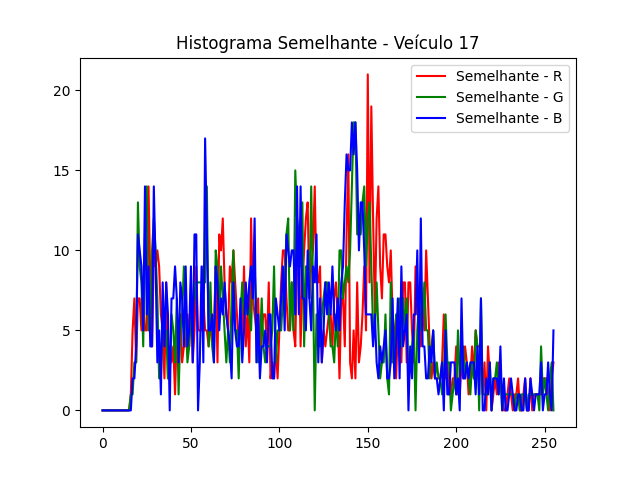 Histograma Semelhante - Veículo 17
Semelhante - R
Semelhante - G
Semelhante - B
20
15
10
5
0
0 50 100 150 200 250